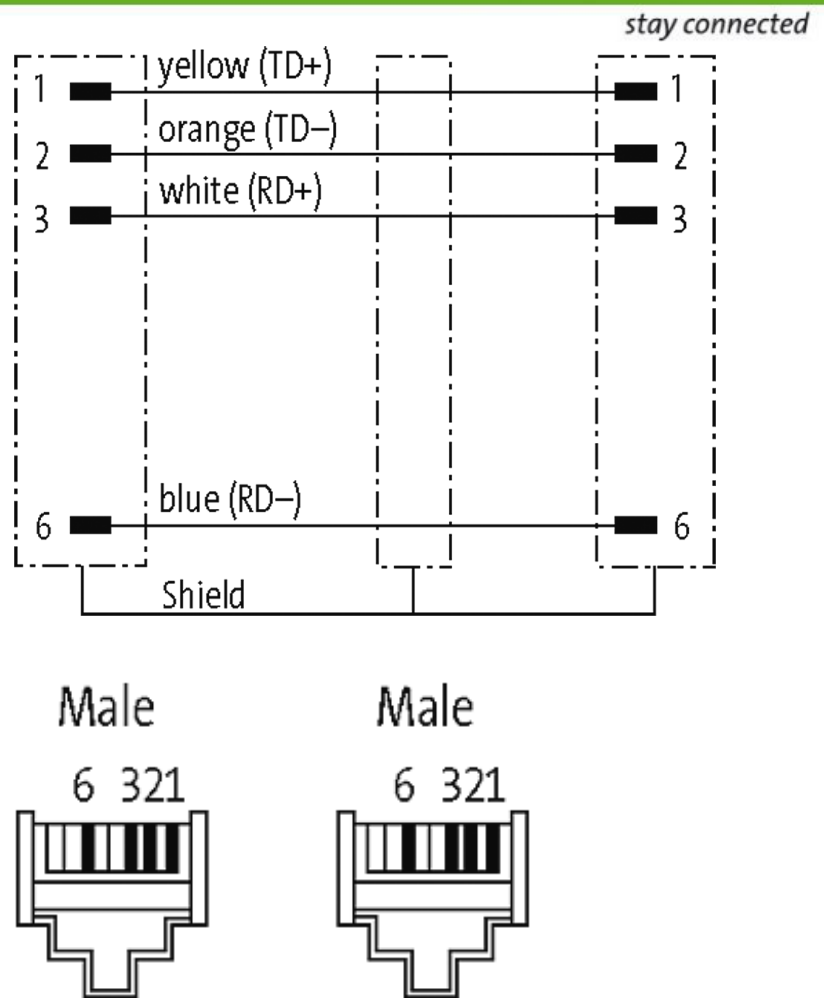 stay connected
1 yellow (TD+) 1
2 orange (TD–) 2
3 white (RD+) 3
6 blue (RD–) 6
Shield
Male Male
6 321 6 321